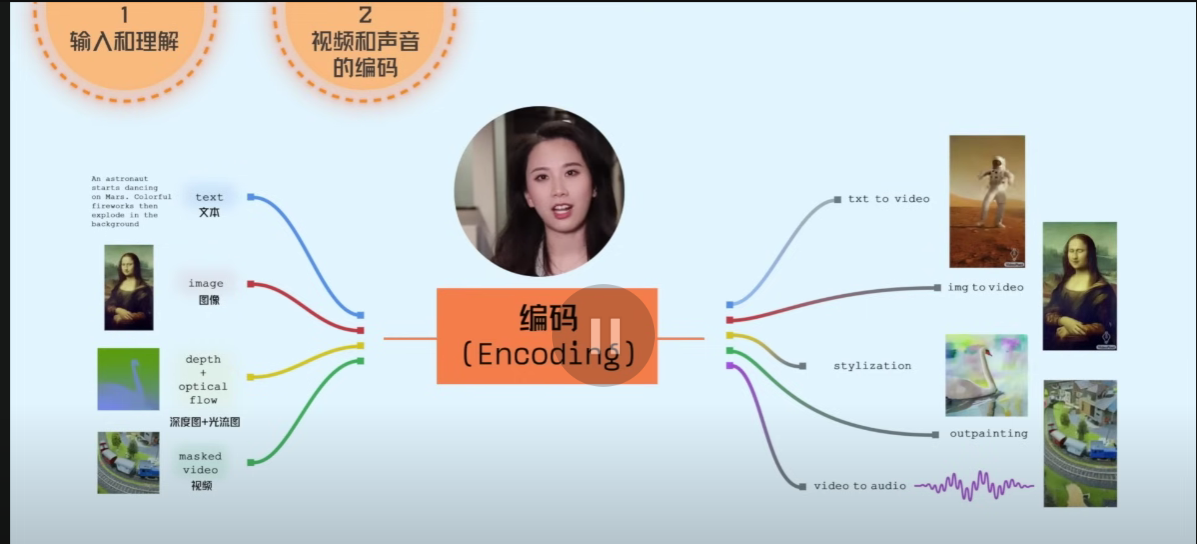 1
输入和理解
2
视频和声音
的编码
An astronaut
starts dancing
on Mars. Colorful
fireworks then
explode in the
background
text
文本
image
图像
depth
+
optical
flow
深度图+光流图
masked
video
视频
编码
(Encoding)
txt to video
img to video
stylization
outpainting
video to audio